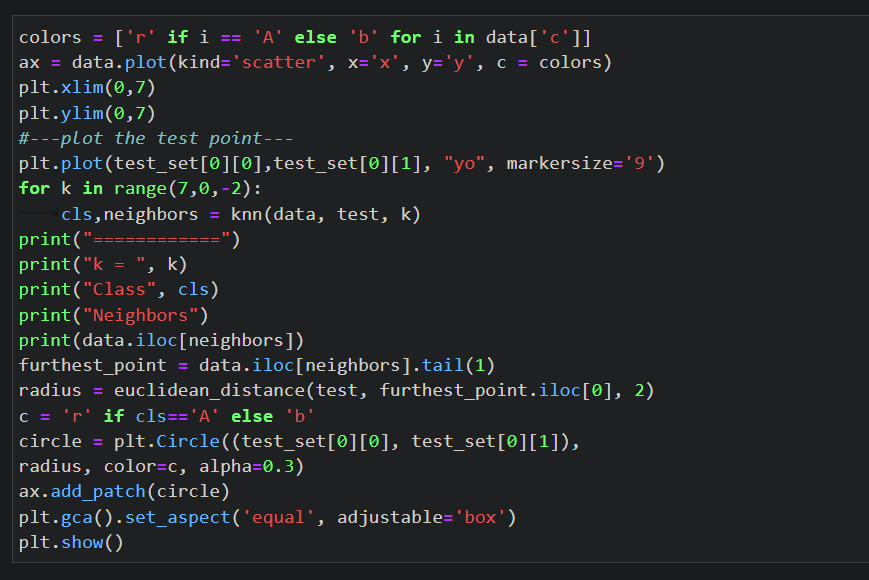 colors = ['r' if i == 'A' else 'b' for i in data['c']]
ax = data.plot(kind='scatter', x='x', y='y', c = colors)
plt.xlim(0,7)
plt.ylim(0,7)
#---plot the test point---
plt.plot(test_set[0][0],test_set[0][1], "yo", markersize='9')
for k in range(7,0,-2):
    cls,neighbors = knn(data, test, k)
print("============")
print("k = ", k)
print("Class", cls)
print("Neighbors")
print(data.iloc[neighbors])
furthest_point = data.iloc[neighbors].tail(1)
radius = euclidean_distance(test, furthest_point.iloc[0], 2)
c = 'r' if cls=='A' else 'b'
circle = plt.Circle((test_set[0][0], test_set[0][1]),
radius, color=c, alpha=0.3)
ax.add_patch(circle)
plt.gca().set_aspect('equal', adjustable='box')
plt.show()